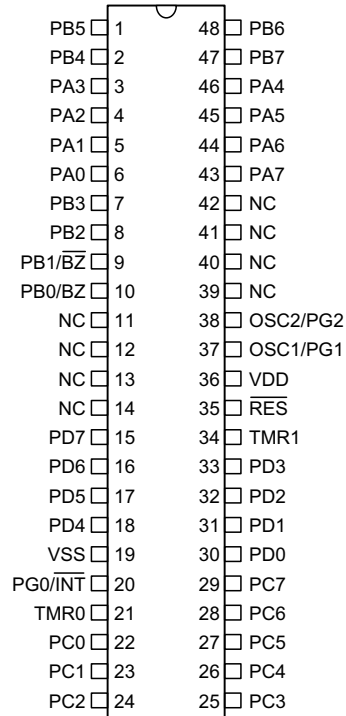 PB5 1 48 PB6
PB4 2 47 PB7
PA3 3 46 PA4
PA2 4 45 PA5
PA1 5 44 PA6
PA0 6 43 PA7
PB3 7 42 NC
PB2 8 41 NC
PB1/B̅Z̅ 9 40 NC
PB0/BZ 10 39 NC
NC 11 38 OSC2/PG2
NC 12 37 OSC1/PG1
NC 13 36 VDD
NC 14 35 R̅E̅S̅
PD7 15 34 TMR1
PD6 16 33 PD3
PD5 17 32 PD2
PD4 18 31 PD1
VSS 19 30 PD0
PG0/I̅N̅T̅ 20 29 PC7
TMR0 21 28 PC6
PC0 22 27 PC5
PC1 23 26 PC4
PC2 24 25 PC3